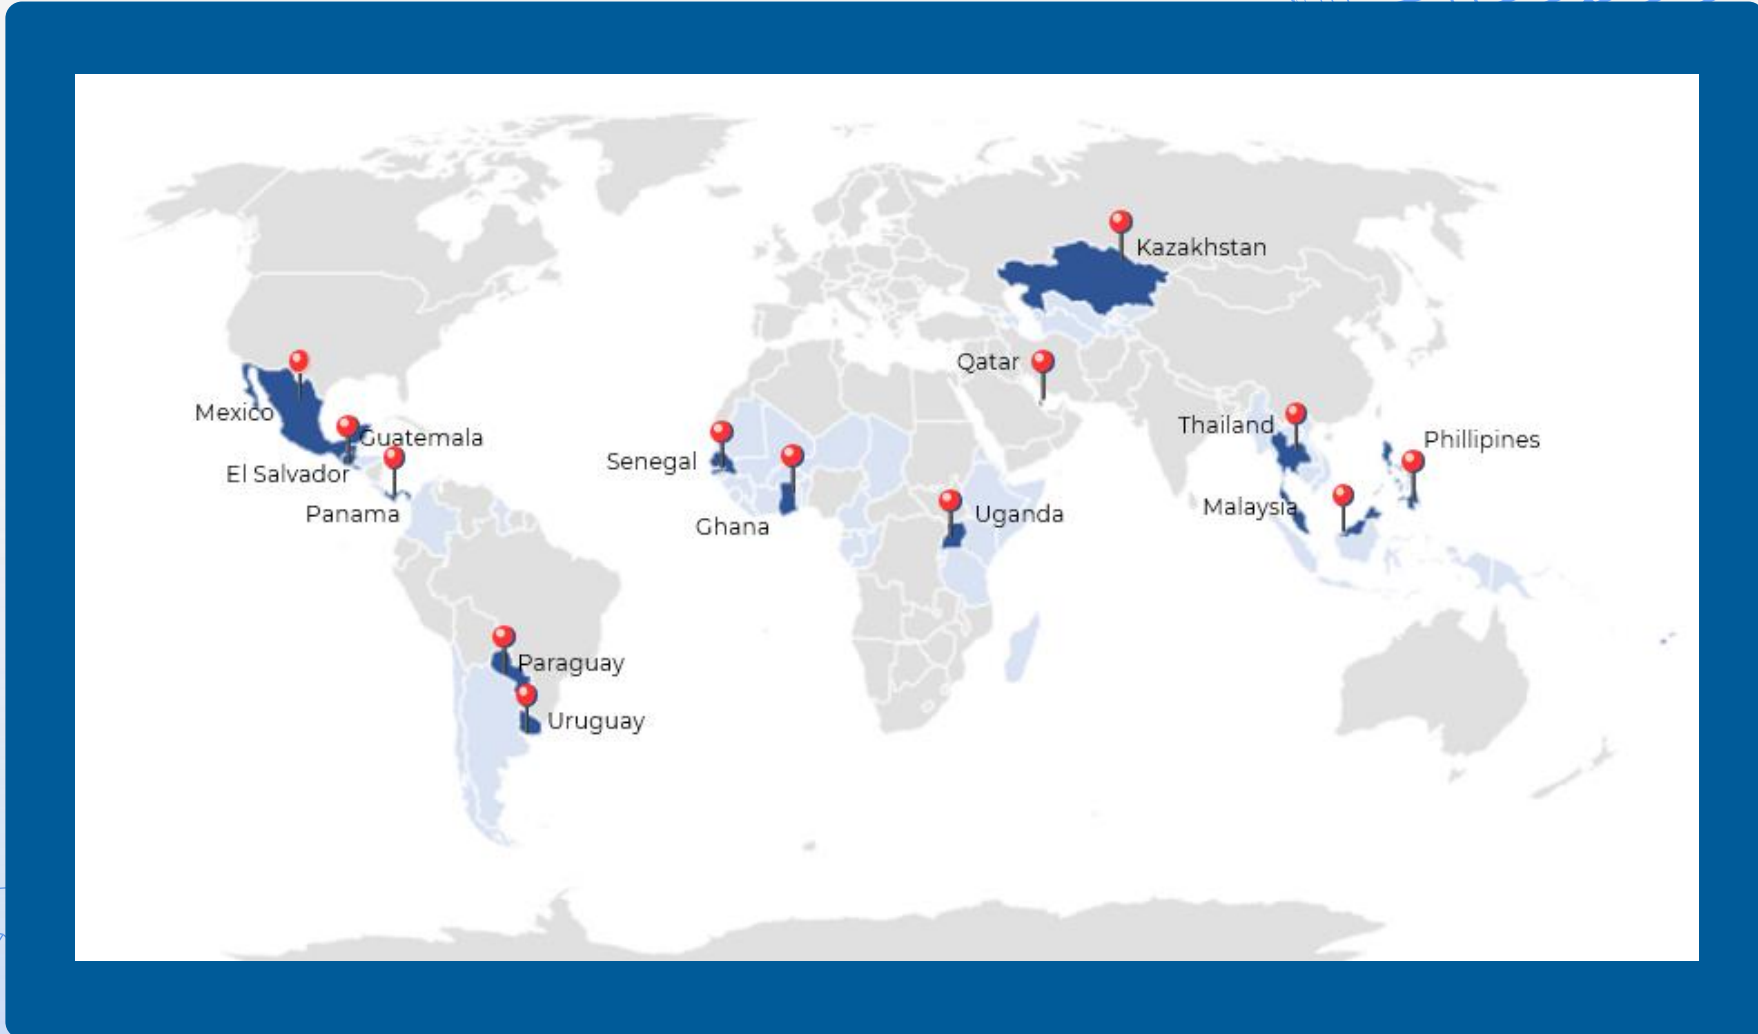 Kazakhstan
Qatar
Mexico
Thailand
Guatemala
Phillipines
Senegal
El Salvador
Malaysia
Panama
Uganda
Ghana
Paraguay
Uruguay